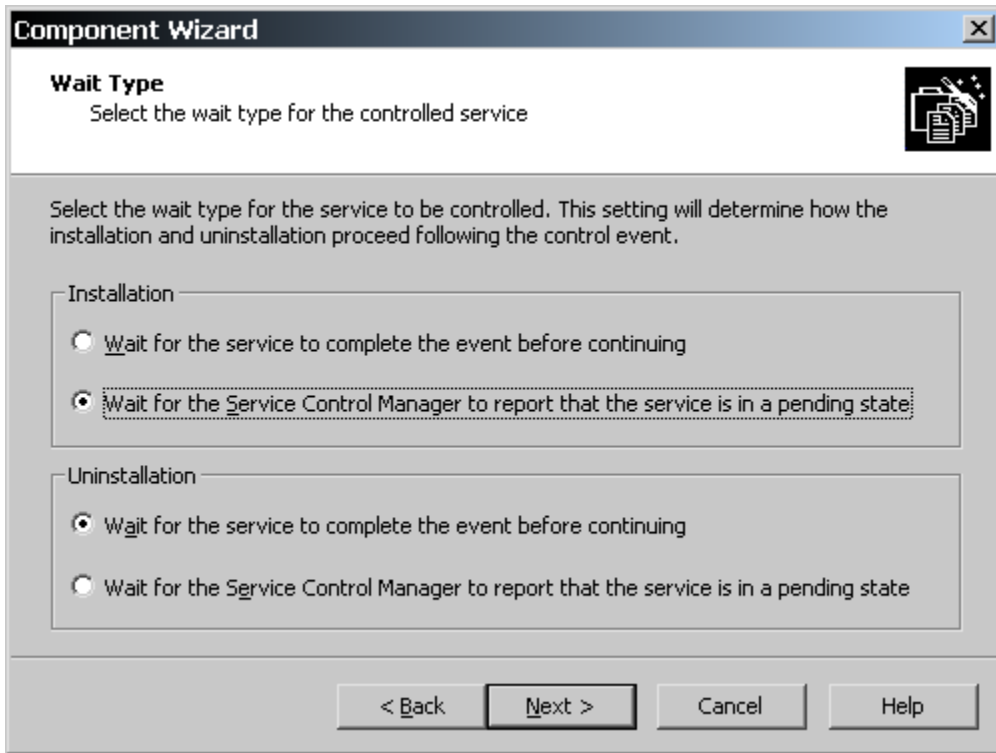 Component Wizard
Wait Type
Select the wait type for the controlled service
Select the wait type for the service to be controlled. This setting will determine how the
installation and uninstallation proceed following the control event.
Installation
Wait for the service to complete the event before continuing
Wait for the Service Control Manager to report that the service is in a pending state
Uninstallation
Wait for the service to complete the event before continuing
Wait for the Service Control Manager to report that the service is in a pending state
< Back Next > Cancel Help